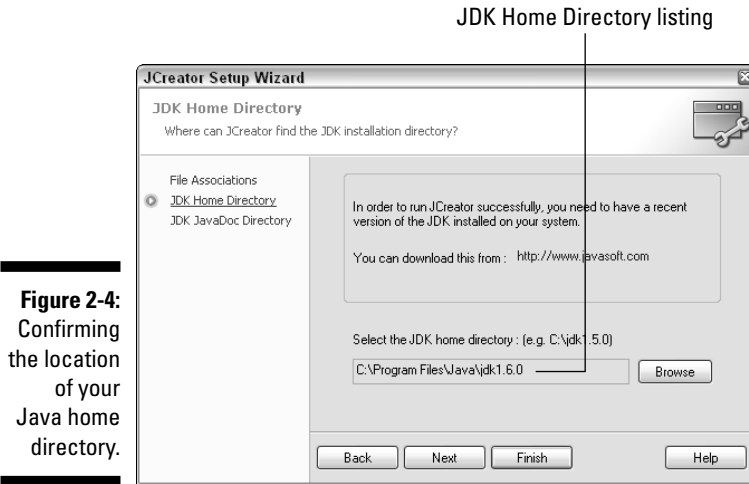 JDK Home Directory listing
JCreator Setup Wizard
JDK Home Directory
Where can JCreator find the JDK installation directory?
File Associations
JDK Home Directory
JDK JavaDoc Directory
In order to run JCreator successfully, you need to have a recent
version of the JDK installed on your system.
You can download this from : http://www.javasoft.com
Select the JDK home directory : (e.g. C:\jdk1.5.0)
C:\Program Files\Java\jdk1.6.0
Browse
Back
Next
Finish
Help
Figure 2-4:
Confirming
the location
of your
Java home
directory.